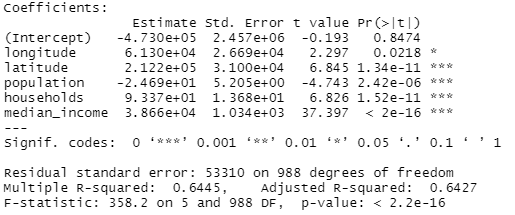 Coefficients:
Estimate Std. Error t value Pr(>|t|)
(Intercept) -4.730e+05 2.457e+06 -0.193 0.8474
longitude 6.130e+04 2.669e+04 2.297 0.0218 *
latitude 2.122e+05 3.100e+04 6.845 1.34e-11 ***
population -2.469e+01 5.205e+00 -4.743 2.42e-06 ***
households 9.337e+01 1.368e+01 6.826 1.52e-11 ***
median_income 3.866e+04 1.034e+03 37.397 < 2e-16 ***
---
Signif. codes: 0 ‘***’ 0.001 ‘**’ 0.01 ‘*’ 0.05 ‘.’ 0.1 ‘ ’ 1
Residual standard error: 53310 on 988 degrees of freedom
Multiple R-squared: 0.6445, Adjusted R-squared: 0.6427
F-statistic: 358.2 on 5 and 988 DF, p-value: < 2.2e-16